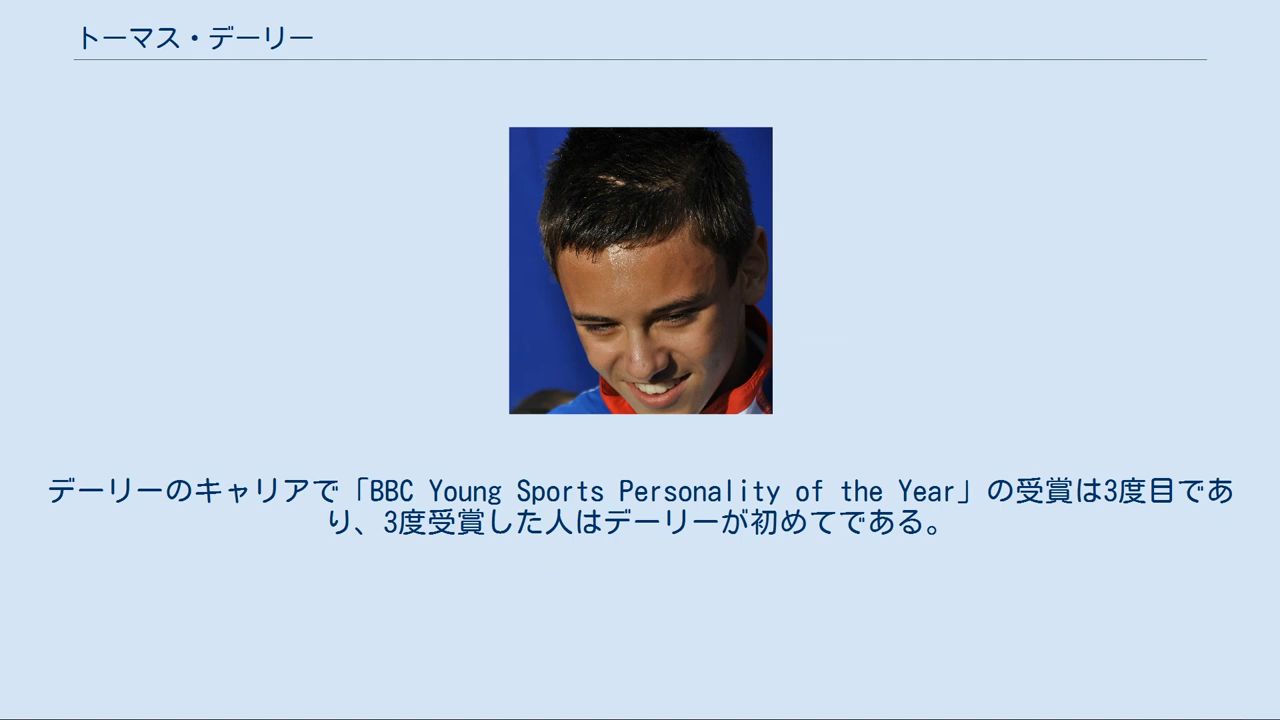 トーマス・デーリー
デーリーのキャリアで「BBC Young Sports Personality of the Year」の受賞は3度目であ
り、3度受賞した人はデーリーが初めてである。